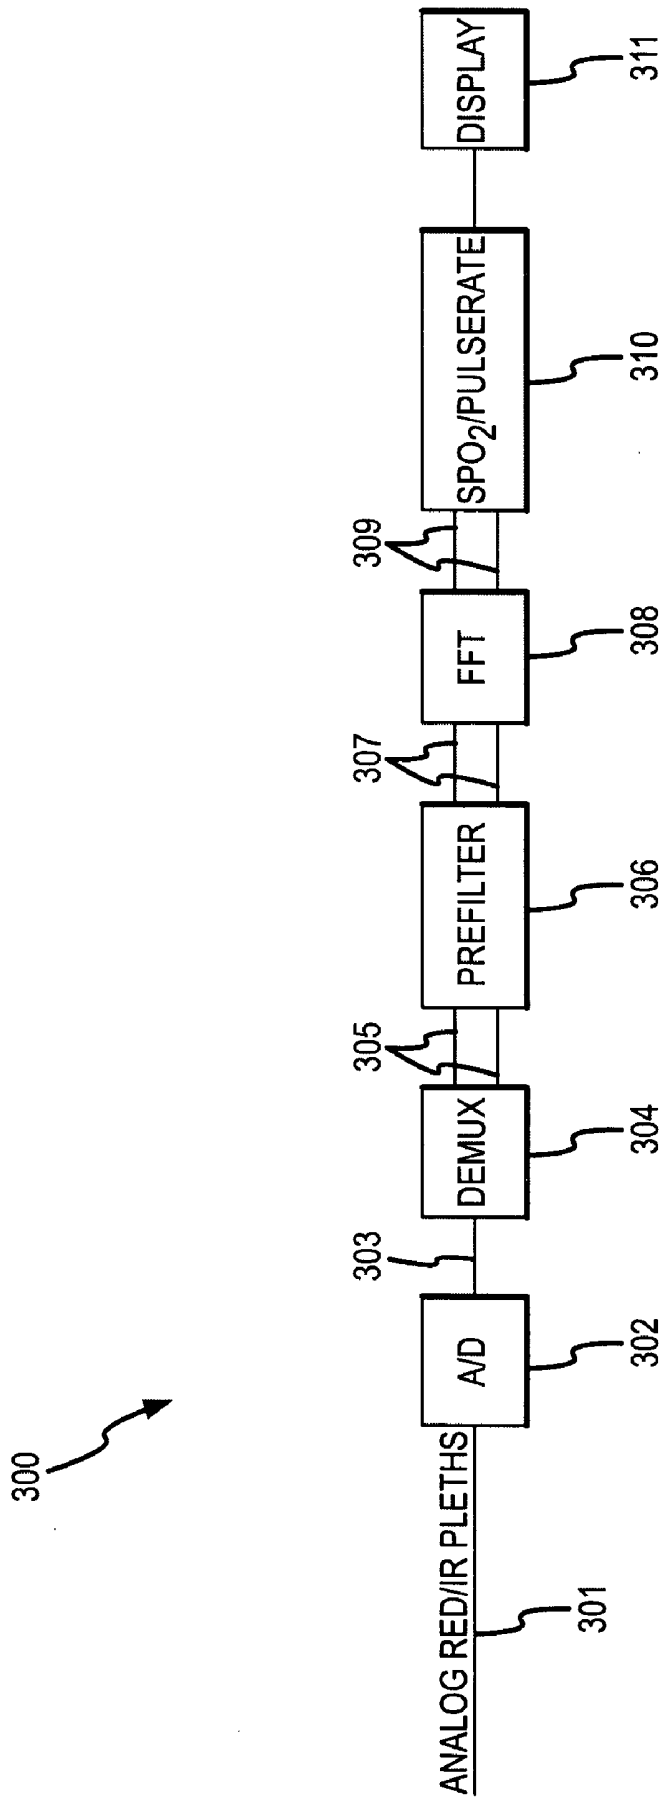 300
ANALOG RED/IR PLETHS
301
A/D
302
303
DEMUX
304
305
PREFILTER
306
307
FFT
308
309
SPO2/PULSERATE
310
DISPLAY
311